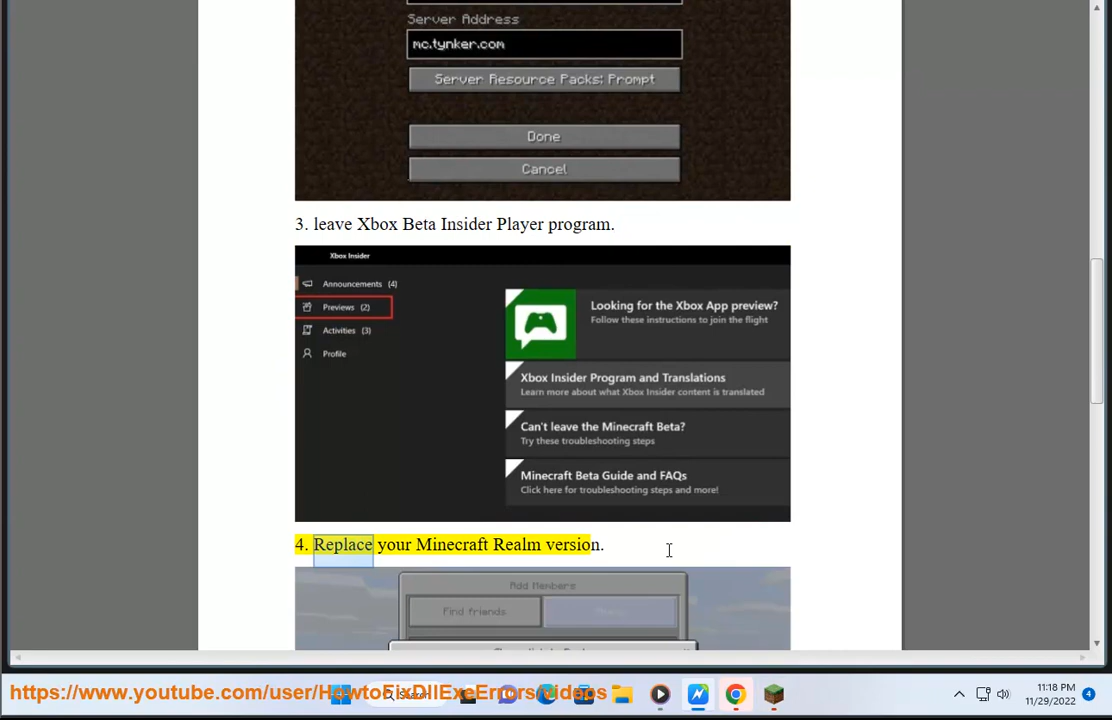 Server Address
mc.tynker.com
Server Resource Packs: Prompt
Done
Cancel
3. leave Xbox Beta Insider Player program.
Xbox Insider
Announcements (4)
Previews (2)
Activities (3)
Profile
Looking for the Xbox App preview?
Follow these instructions to join the flight
Xbox Insider Program and Translations
Learn more about what Xbox Insider content is translated
Can't leave the Minecraft Beta?
Try these troubleshooting steps
Minecraft Beta Guide and FAQs
Click here for troubleshooting steps and more!
4. Replace your Minecraft Realm version.
Add Members
Find friends
https://www.youtube.com/user/HowtoFixDllExeErrors/videos
11:18 PM
11/29/2022
4